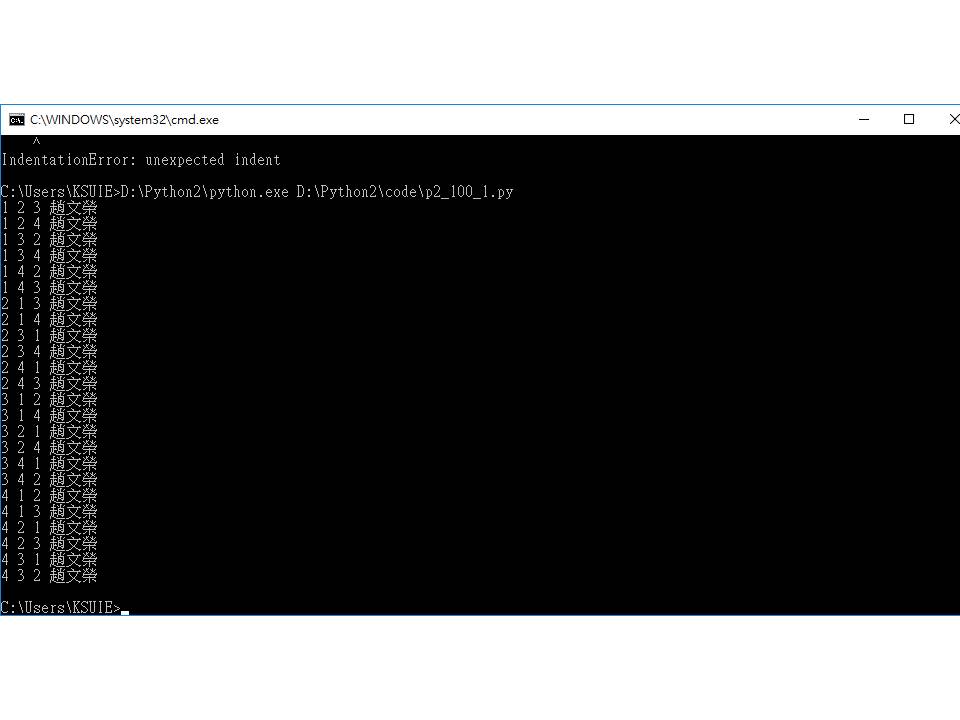 C:\WINDOWS\system32\cmd.exe
^
IndentationError: unexpected indent
C:\Users\KSUIE>D:\Python2\python.exe D:\Python2\code\p2_100_1.py
1 2 3 趙文榮
1 2 4 趙文榮
1 3 2 趙文榮
1 3 4 趙文榮
1 4 2 趙文榮
1 4 3 趙文榮
2 1 3 趙文榮
2 1 4 趙文榮
2 3 1 趙文榮
2 3 4 趙文榮
2 4 1 趙文榮
2 4 3 趙文榮
3 1 2 趙文榮
3 1 4 趙文榮
3 2 1 趙文榮
3 2 4 趙文榮
3 4 1 趙文榮
3 4 2 趙文榮
4 1 2 趙文榮
4 1 3 趙文榮
4 2 1 趙文榮
4 2 3 趙文榮
4 3 1 趙文榮
4 3 2 趙文榮
C:\Users\KSUIE>